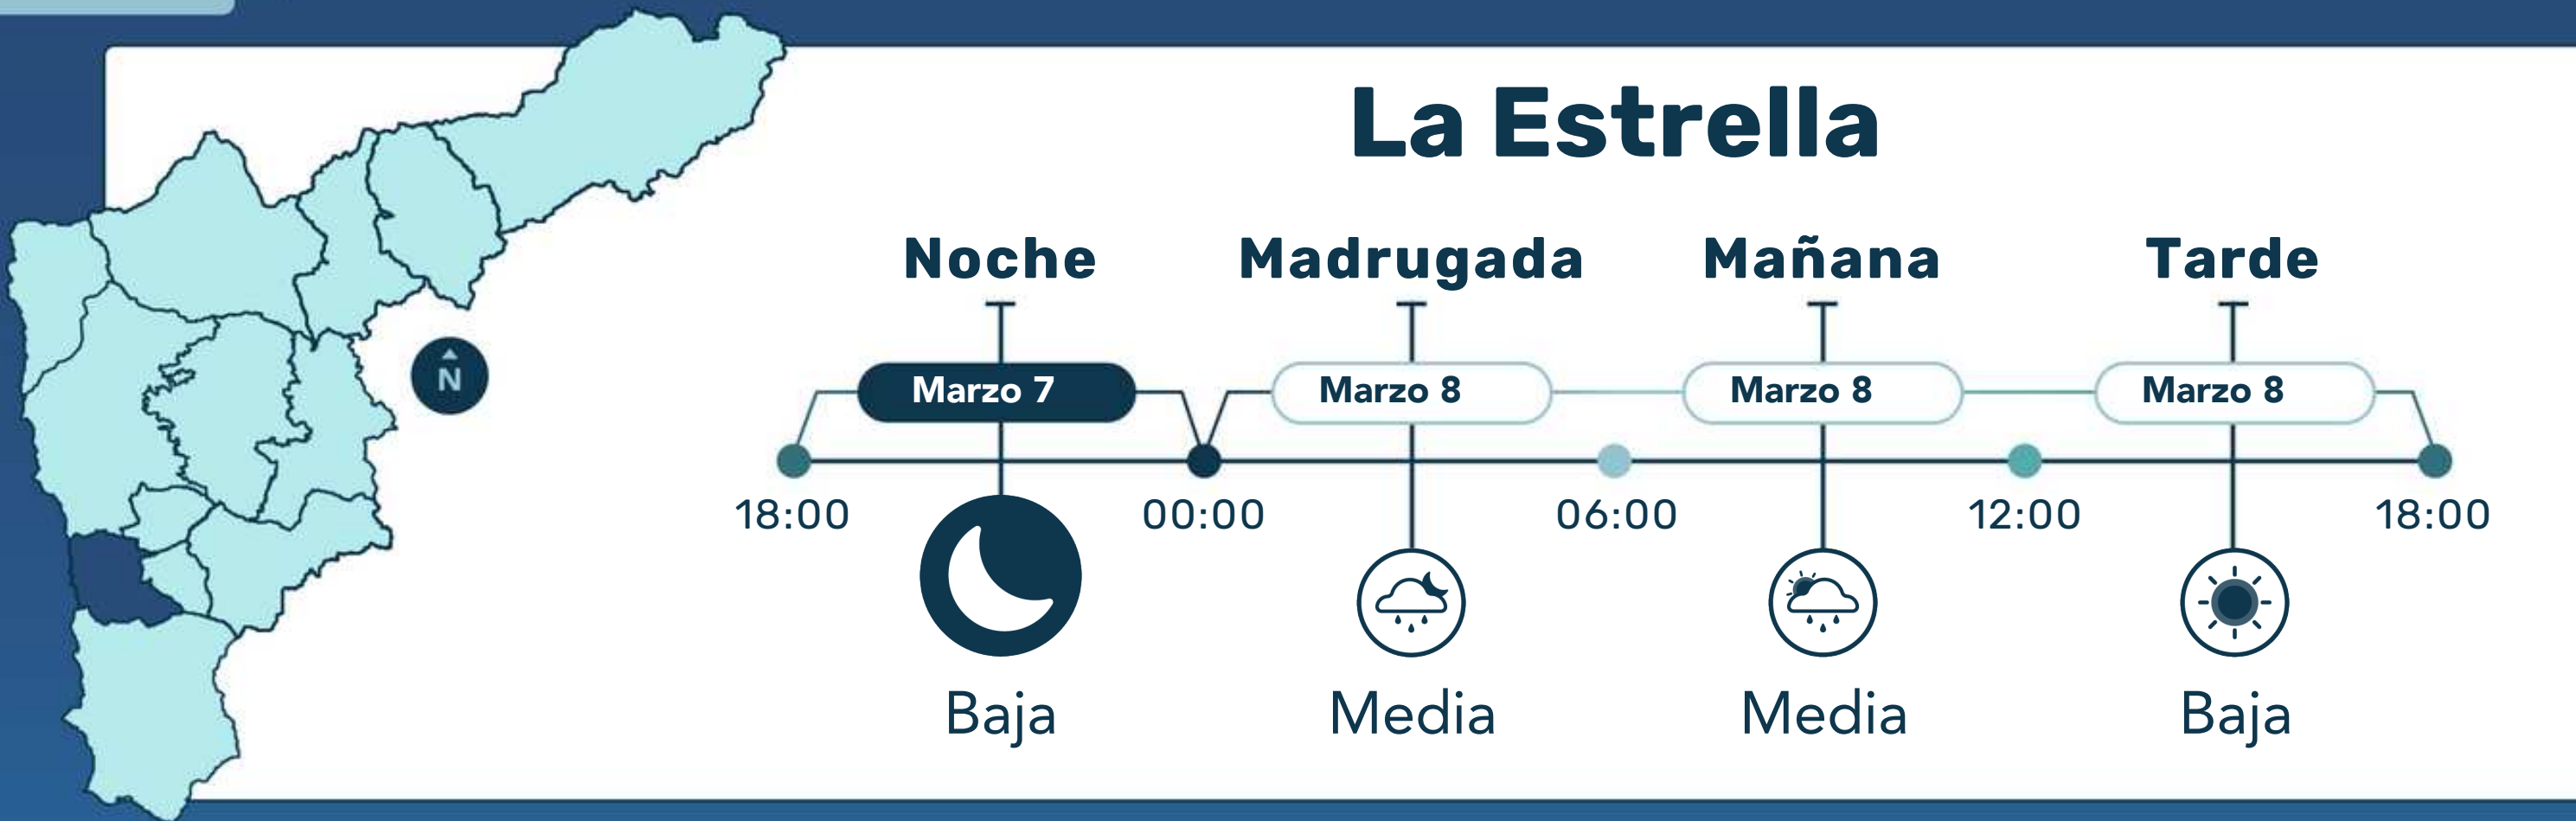 La Estrella
Noche Madrugada Mañana Tarde
Marzo 7 Marzo 8 Marzo 8 Marzo 8
N
18:00 00:00 06:00 12:00 18:00
Baja Media Media Baja